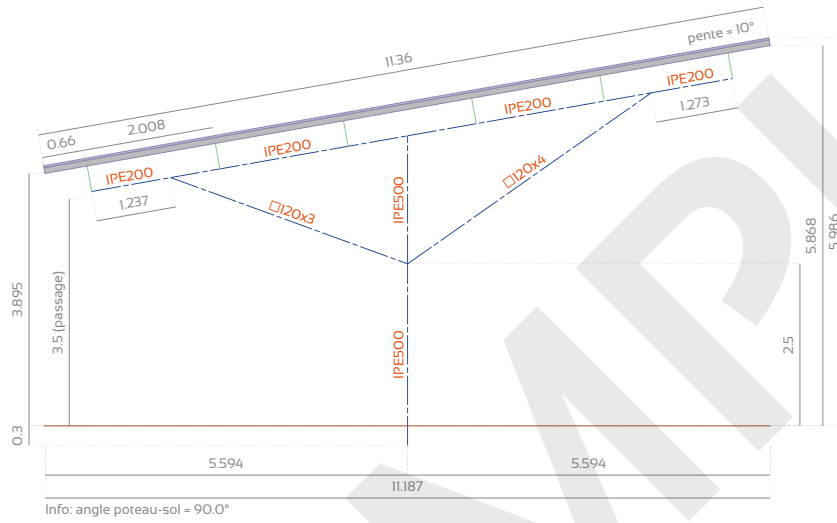 pente = 10°
11.36
IPE200
1.273
IPE200
2.008
0.66
IPE200
IPE200
1.237
□120x3
IPE500
□120x4
3.895
3.5 (passage)
5.868
5.986
2.5
IPE500
0.3
5.594
5.594
11.187
Info: angle poteau-sol = 90.0°